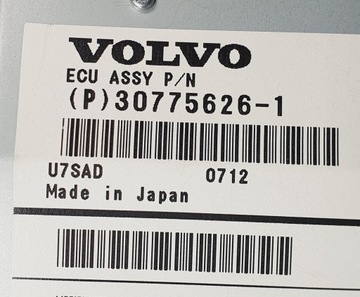 VOLVO
ECU ASSY P/N
(P)30775626-1
U7SAD 0712
Made in Japan